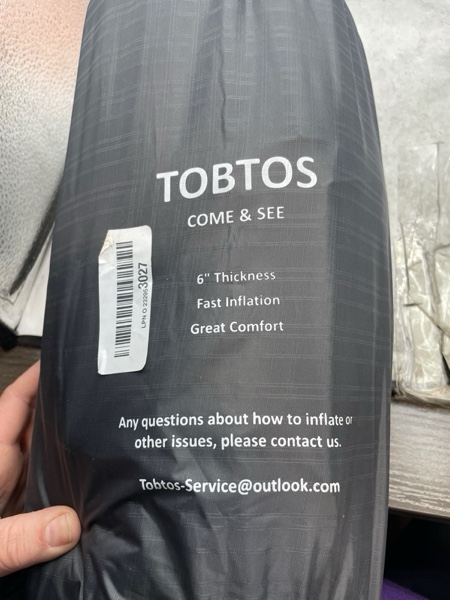 TOBTOS
COME & SEE
6" Thickness
Fast Inflation
Great Comfort
3027
Any questions about how to inflate or
other issues, please contact us.
Tobtos-Service@outlook.com